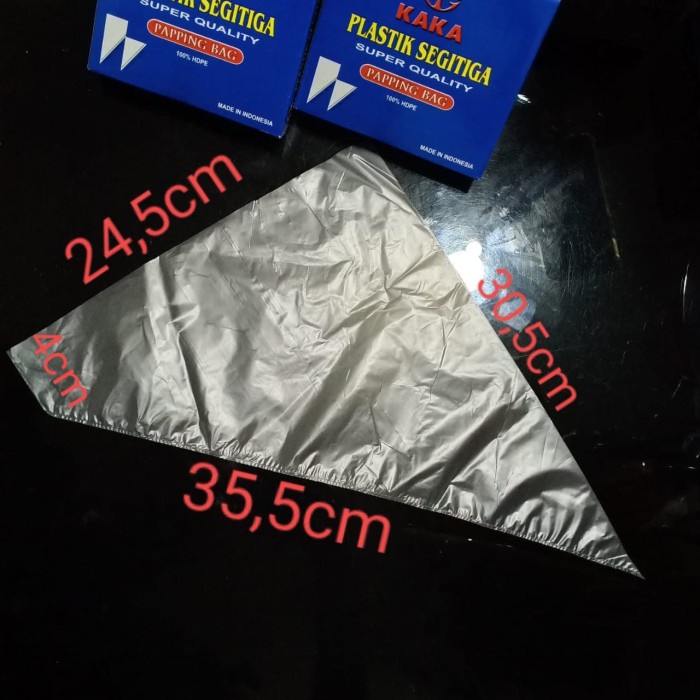 SEGITIGA
SUPER QUALITY
PAPPING BAG
100% HDPE
MADE IN INDONESIA
KAKA
PLASTIK SEGITIGA
SUPER QUALITY
PAPPING BAG
100% HDPE
MADE IN INDONESIA
24,5cm
30,5cm
4cm
35,5cm